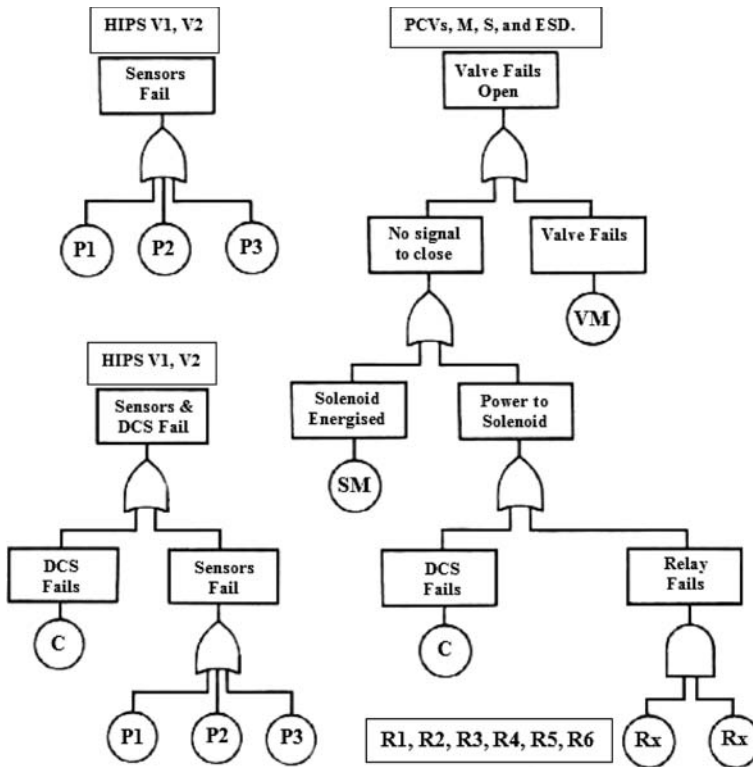 HIPS V1, V2
Sensors
Fail
P1
P2
P3
HIPS V1, V2
Sensors &
DCS Fail
DCS
Fails
Sensors
Fail
C
P1
P2
P3
PCVs, M, S, and ESD.
Valve Fails
Open
No signal
to close
Valve Fails
VM
Solenoid
Energised
Power to
Solenoid
SM
DCS
Fails
Relay
Fails
C
R1, R2, R3, R4, R5, R6
Rx
Rx